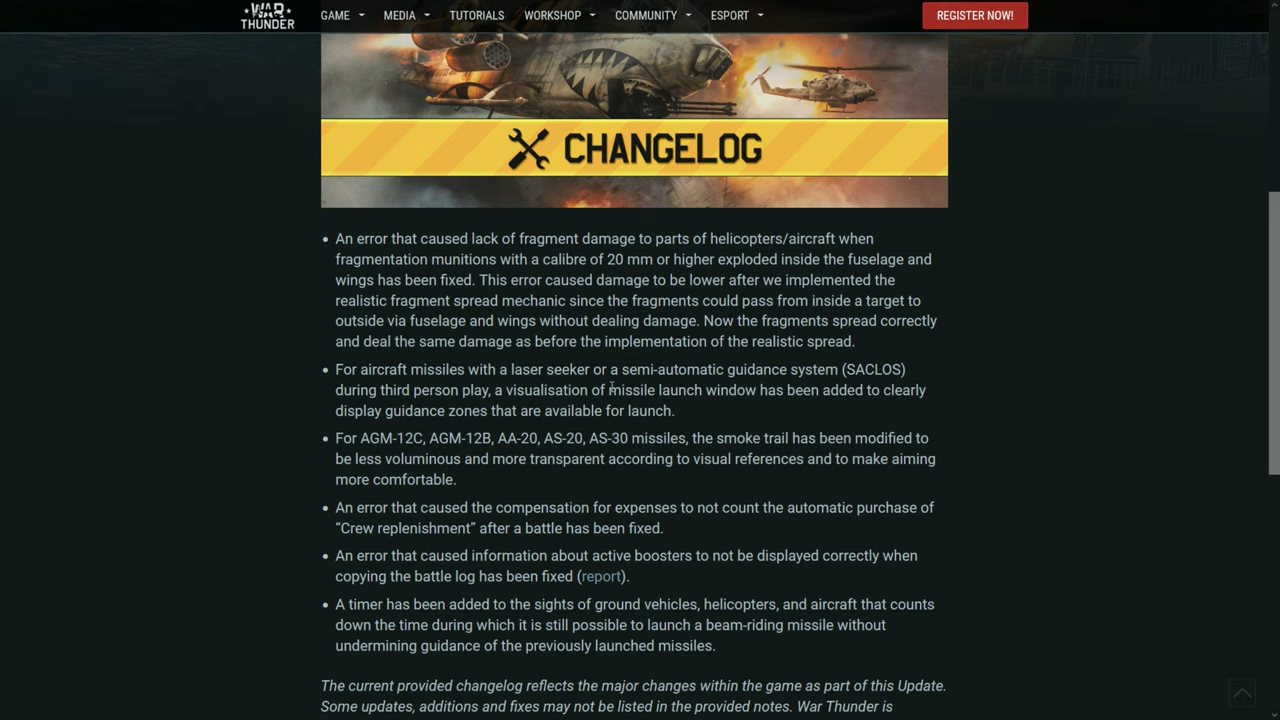 WAR
THUNDER
GAME MEDIA TUTORIALS WORKSHOP COMMUNITY ESPORT REGISTER NOW!
CHANGELOG
• An error that caused lack of fragment damage to parts of helicopters/aircraft when
fragmentation munitions with a calibre of 20 mm or higher exploded inside the fuselage and
wings has been fixed. This error caused damage to be lower after we implemented the
realistic fragment spread mechanic since the fragments could pass from inside a target to
outside via fuselage and wings without dealing damage. Now the fragments spread correctly
and deal the same damage as before the implementation of the realistic spread.
• For aircraft missiles with a laser seeker or a semi-automatic guidance system (SACLOS)
during third person play, a visualisation of missile launch window has been added to clearly
display guidance zones that are available for launch.
• For AGM-12C, AGM-12B, AA-20, AS-20, AS-30 missiles, the smoke trail has been modified to
be less voluminous and more transparent according to visual references and to make aiming
more comfortable.
• An error that caused the compensation for expenses to not count the automatic purchase of
“Crew replenishment” after a battle has been fixed.
• An error that caused information about active boosters to not be displayed correctly when
copying the battle log has been fixed (report).
• A timer has been added to the sights of ground vehicles, helicopters, and aircraft that counts
down the time during which it is still possible to launch a beam-riding missile without
undermining guidance of the previously launched missiles.
The current provided changelog reflects the major changes within the game as part of this Update.
Some updates, additions and fixes may not be listed in the provided notes. War Thunder is